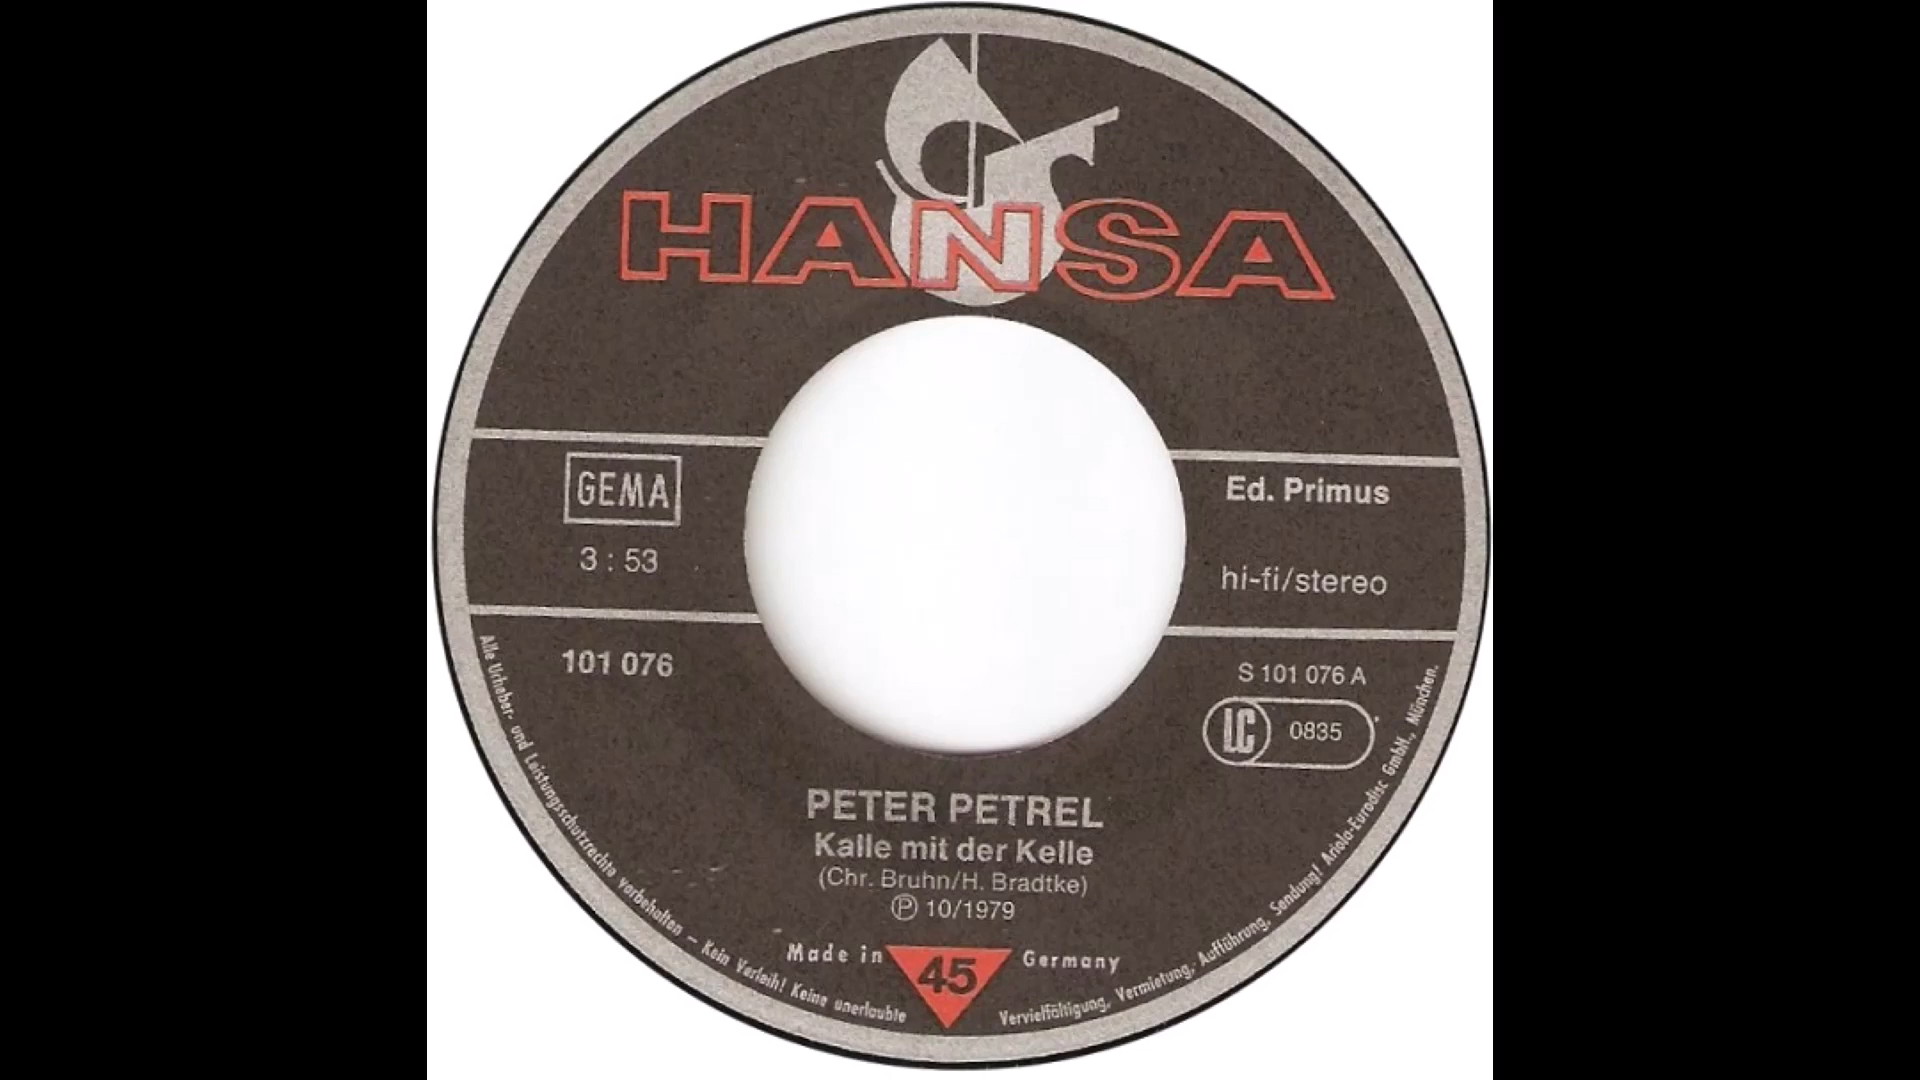 HANSA
GEMA
3 : 53
Ed. Primus
hi-fi/stereo
101 076
S 101 076 A
LC 0835
PETER PETREL
Kalle mit der Kelle
(Chr. Bruhn/H. Bradtke)
Ⓟ 10/1979
Made in 45 Germany
Alle Urheber- und Leistungsschutzrechte vorbehalten – Kein Verleih! Keine unerlaubte Vervielfältigung, Vermietung, Aufführung, Sendung! Ariola-Eurodisc GmbH., München.